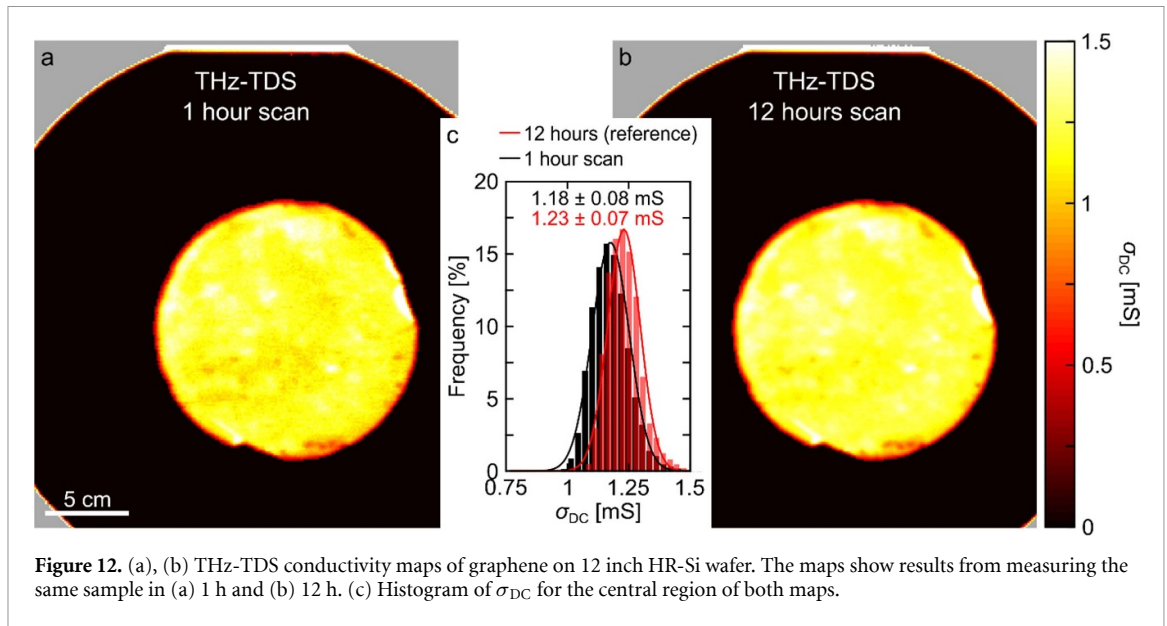 a
THz-TDS
1 hour scan
5 cm
c
12 hours (reference)
1 hour scan
20
15
10
5
0
Frequency [%]
1.18 ± 0.08 mS
1.23 ± 0.07 mS
0.75
1
1.25
1.5
σDC [mS]
b
THz-TDS
12 hours scan
1.5
1
0.5
0
σDC [mS]
Figure 12. (a), (b) THz-TDS conductivity maps of graphene on 12 inch HR-Si wafer. The maps show results from measuring the
same sample in (a) 1 h and (b) 12 h. (c) Histogram of σDC for the central region of both maps.